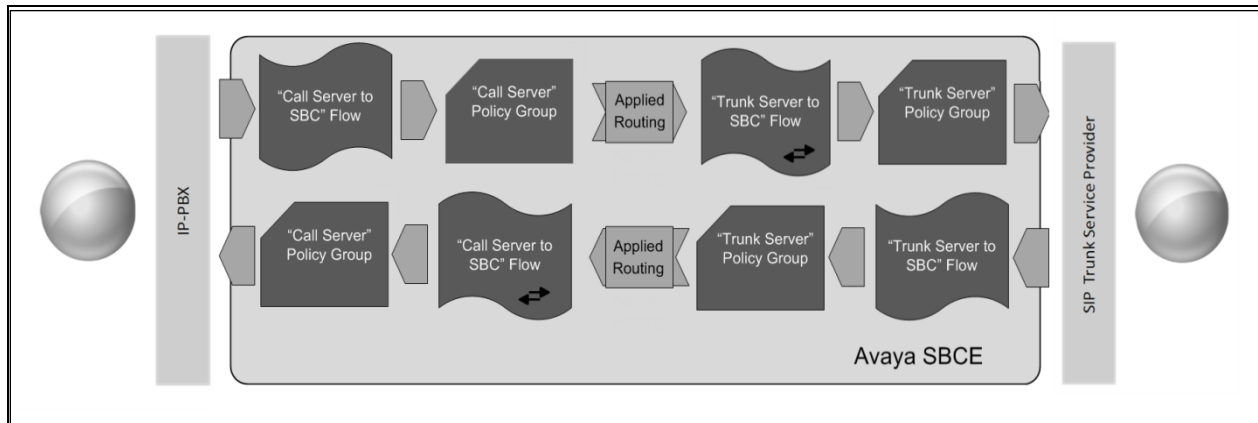 IP-PBX
“Call Server to
SBC” Flow
“Call Server”
Policy Group
Applied
Routing
“Trunk Server to
SBC” Flow
“Trunk Server”
Policy Group
“Call Server”
Policy Group
“Call Server to
SBC” Flow
Applied
Routing
“Trunk Server”
Policy Group
“Trunk Server to
SBC” Flow
Avaya SBCE
SIP Trunk Service Provider